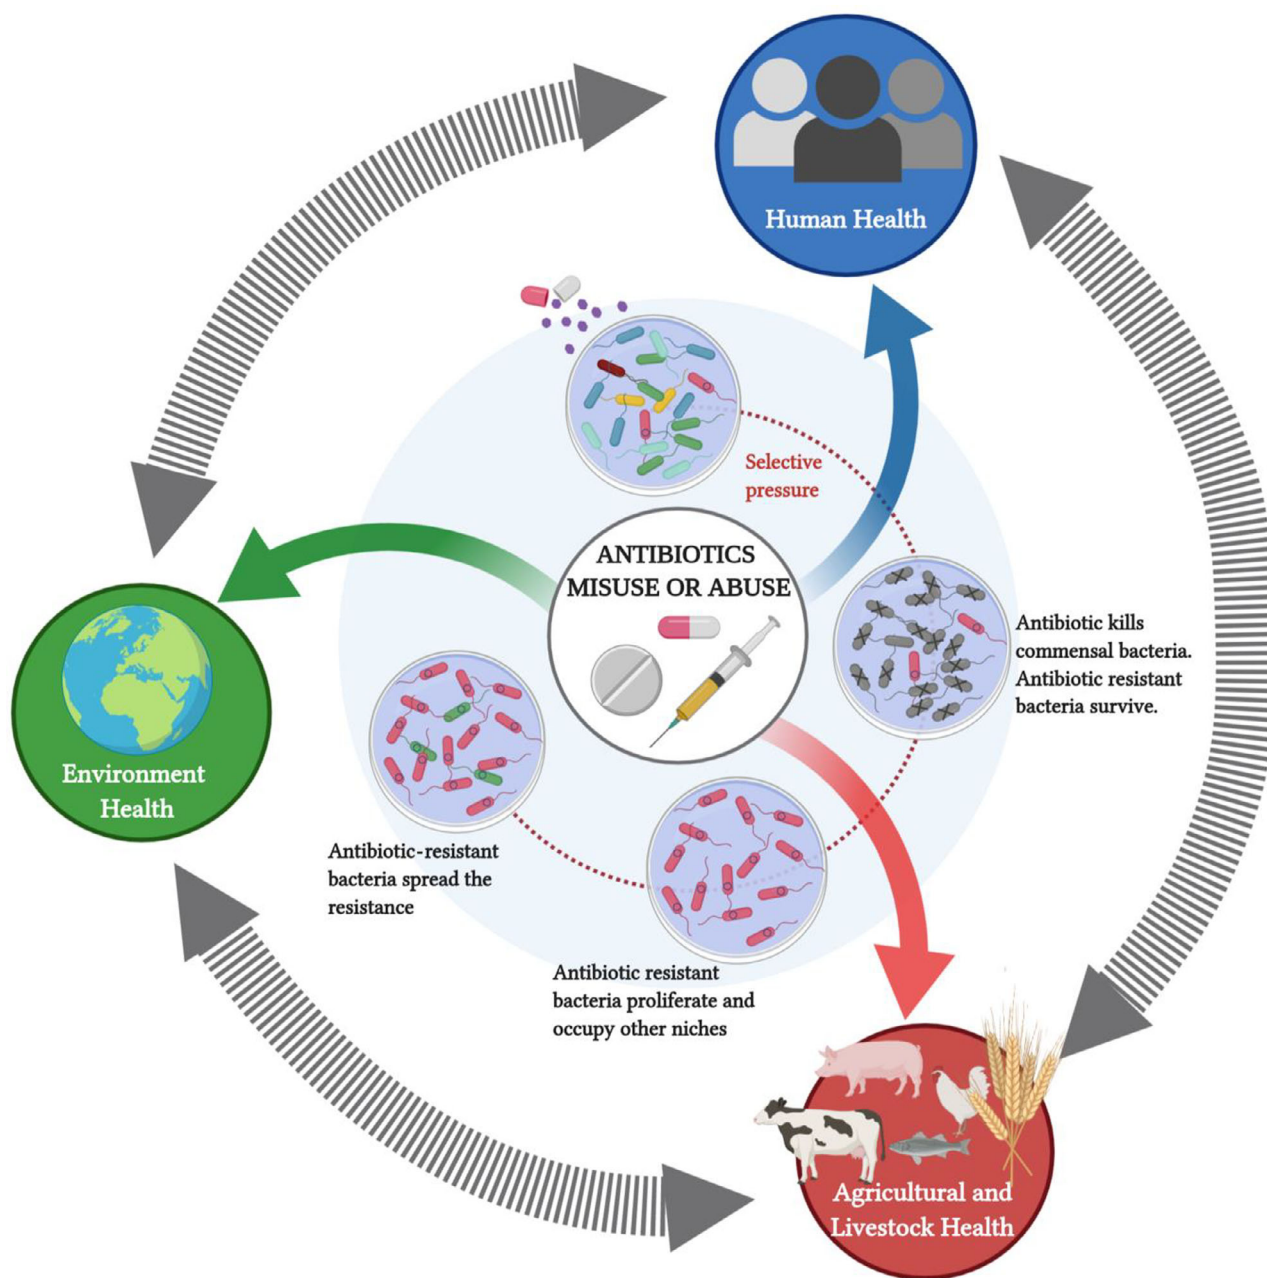 Human Health
Selective
pressure
ANTIBIOTICS
MISUSE OR ABUSE
Antibiotic kills
commensal bacteria.
Antibiotic resistant
bacteria survive.
Environment
Health
Antibiotic-resistant
bacteria spread the
resistance
Antibiotic resistant
bacteria proliferate and
occupy other niches
Agricultural and
Livestock Health